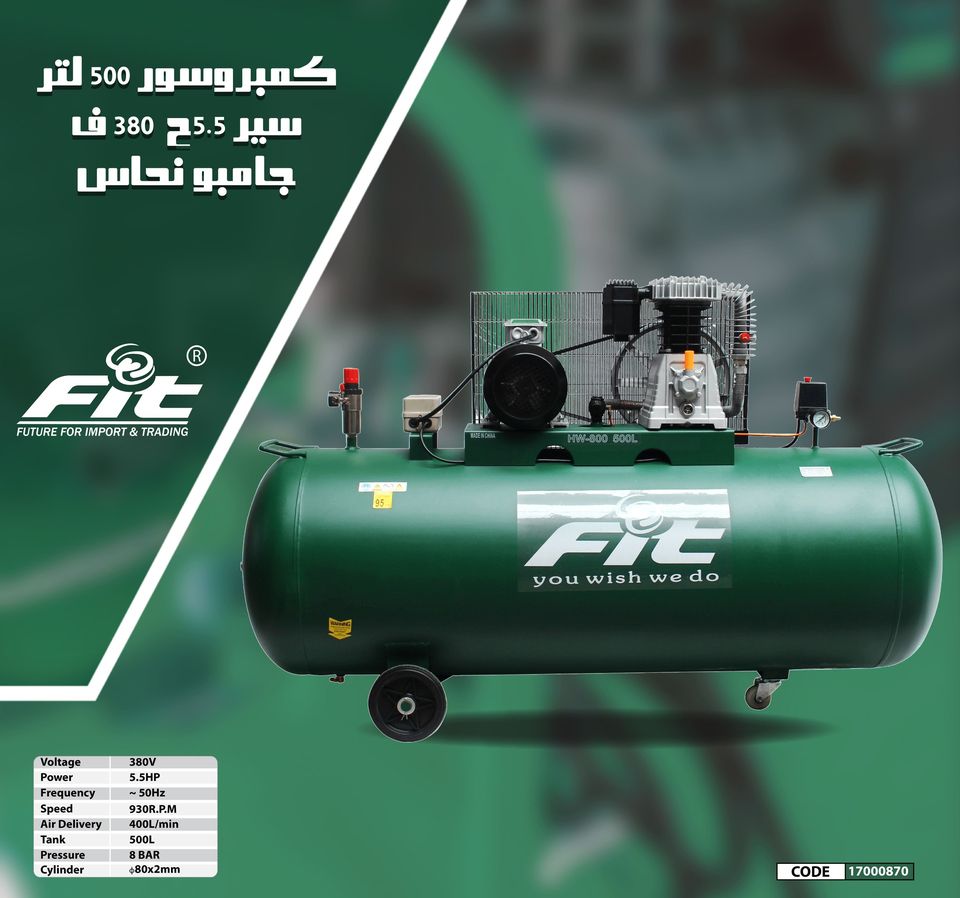 كمبروسور 500 لتر
سير 5.5ح 380 ف
جامبو نحاس
Fit ®
FUTURE FOR IMPORT & TRADING
MADE IN CHINA
HW-800 500L
95
Fit
you wish we do
WARNING
Voltage 380V
Power 5.5HP
Frequency ~ 50Hz
Speed 930R.P.M
Air Delivery 400L/min
Tank 500L
Pressure 8 BAR
Cylinder ϕ80x2mm
CODE 17000870